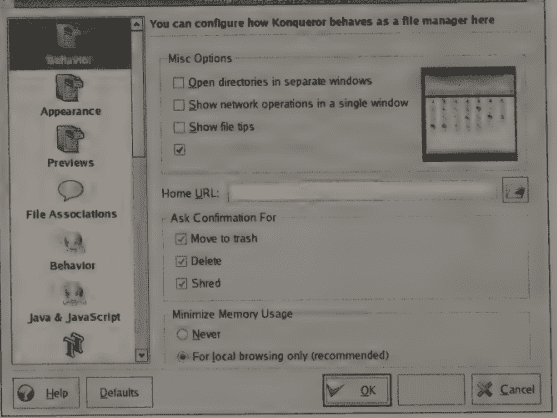 You can configure how Konqueror behaves as a file manager here
Behavior
Appearance
Previews
File Associations
Behavior
Java & JavaScript
Misc Options
Open directories in separate windows
Show network operations in a single window
Show file tips
Home URL:
Ask Confirmation For
Move to trash
Delete
Shred
Minimize Memory Usage
Never
For local browsing only (recommended)
Help
Defaults
OK
Cancel